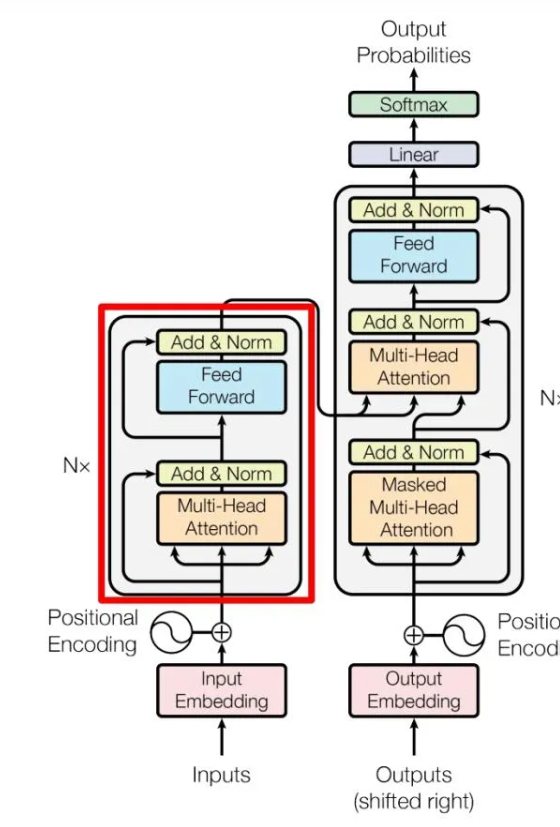 Output
Probabilities
Softmax
Linear
Add & Norm
Feed
Forward
Add & Norm
Multi-Head
Attention
Add & Norm
Masked
Multi-Head
Attention
N×
Add & Norm
Feed
Forward
Add & Norm
Multi-Head
Attention
N×
Positional
Encoding
Input
Embedding
Inputs
Positio
Encod
Output
Embedding
Outputs
(shifted right)